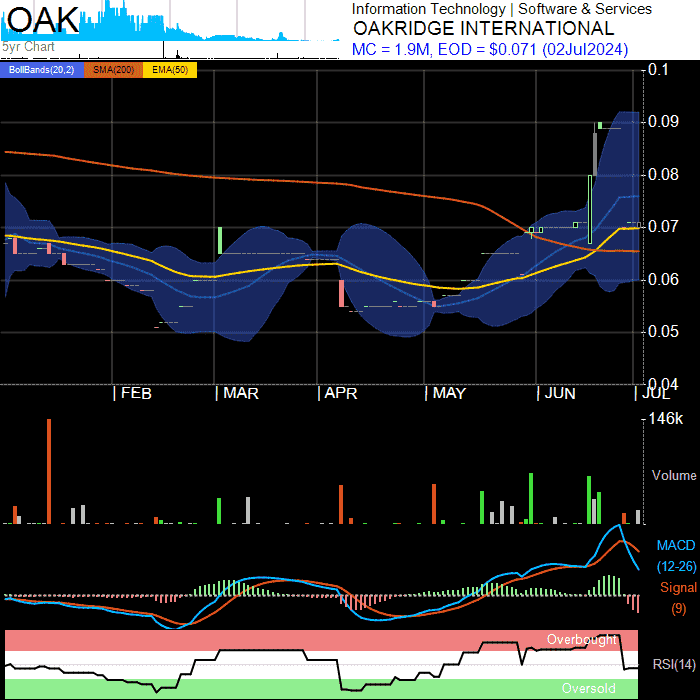 OAK
5yr Chart
Information Technology | Software & Services
OAKRIDGE INTERNATIONAL
MC = 1.9M, EOD = $0.071 (02Jul2024)
BollBands(20,2) SMA(200) EMA(50)
0.1
0.09
0.08
0.07
0.06
0.05
0.04
FEB MAR APR MAY JUN JUL
146k
Volume
MACD
(12-26)
Signal
(9)
Overbought
RSI(14)
Oversold